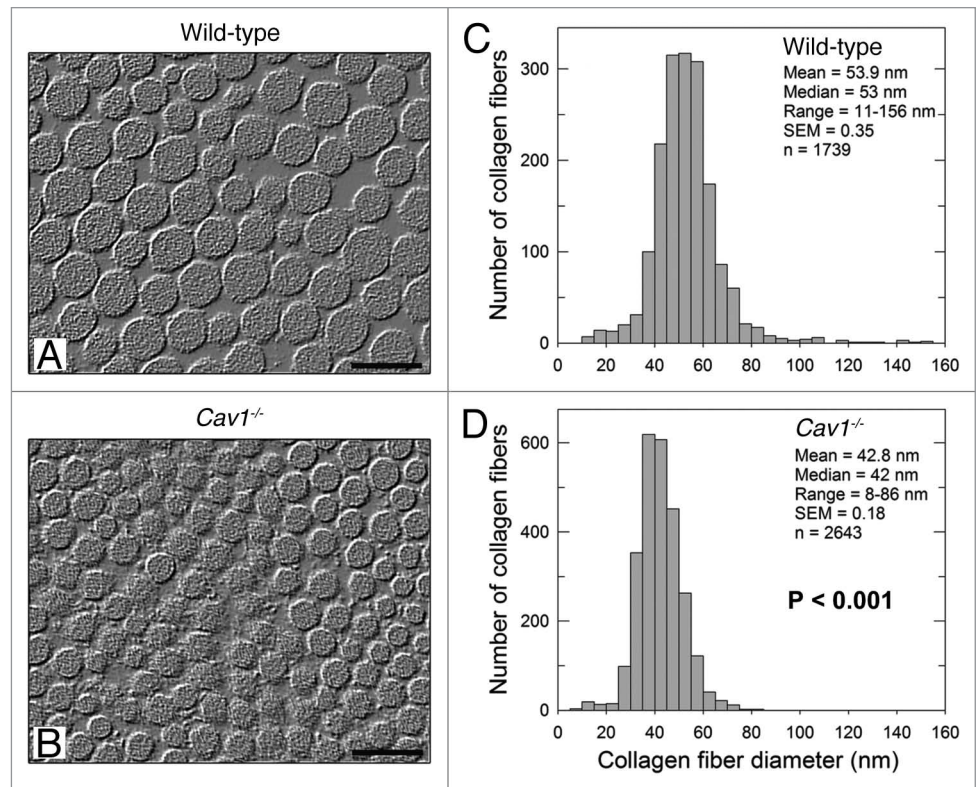 Wild-type
A
Cav1-/-
B
C
Wild-type
Mean = 53.9 nm
Median = 53 nm
Range = 11-156 nm
SEM = 0.35
n = 1739
Number of collagen fibers
300
200
100
0
0 20 40 60 80 100 120 140 160
D
Cav1-/-
Mean = 42.8 nm
Median = 42 nm
Range = 8-86 nm
SEM = 0.18
n = 2643
P < 0.001
Number of collagen fibers
600
400
200
0
0 20 40 60 80 100 120 140 160
Collagen fiber diameter (nm)